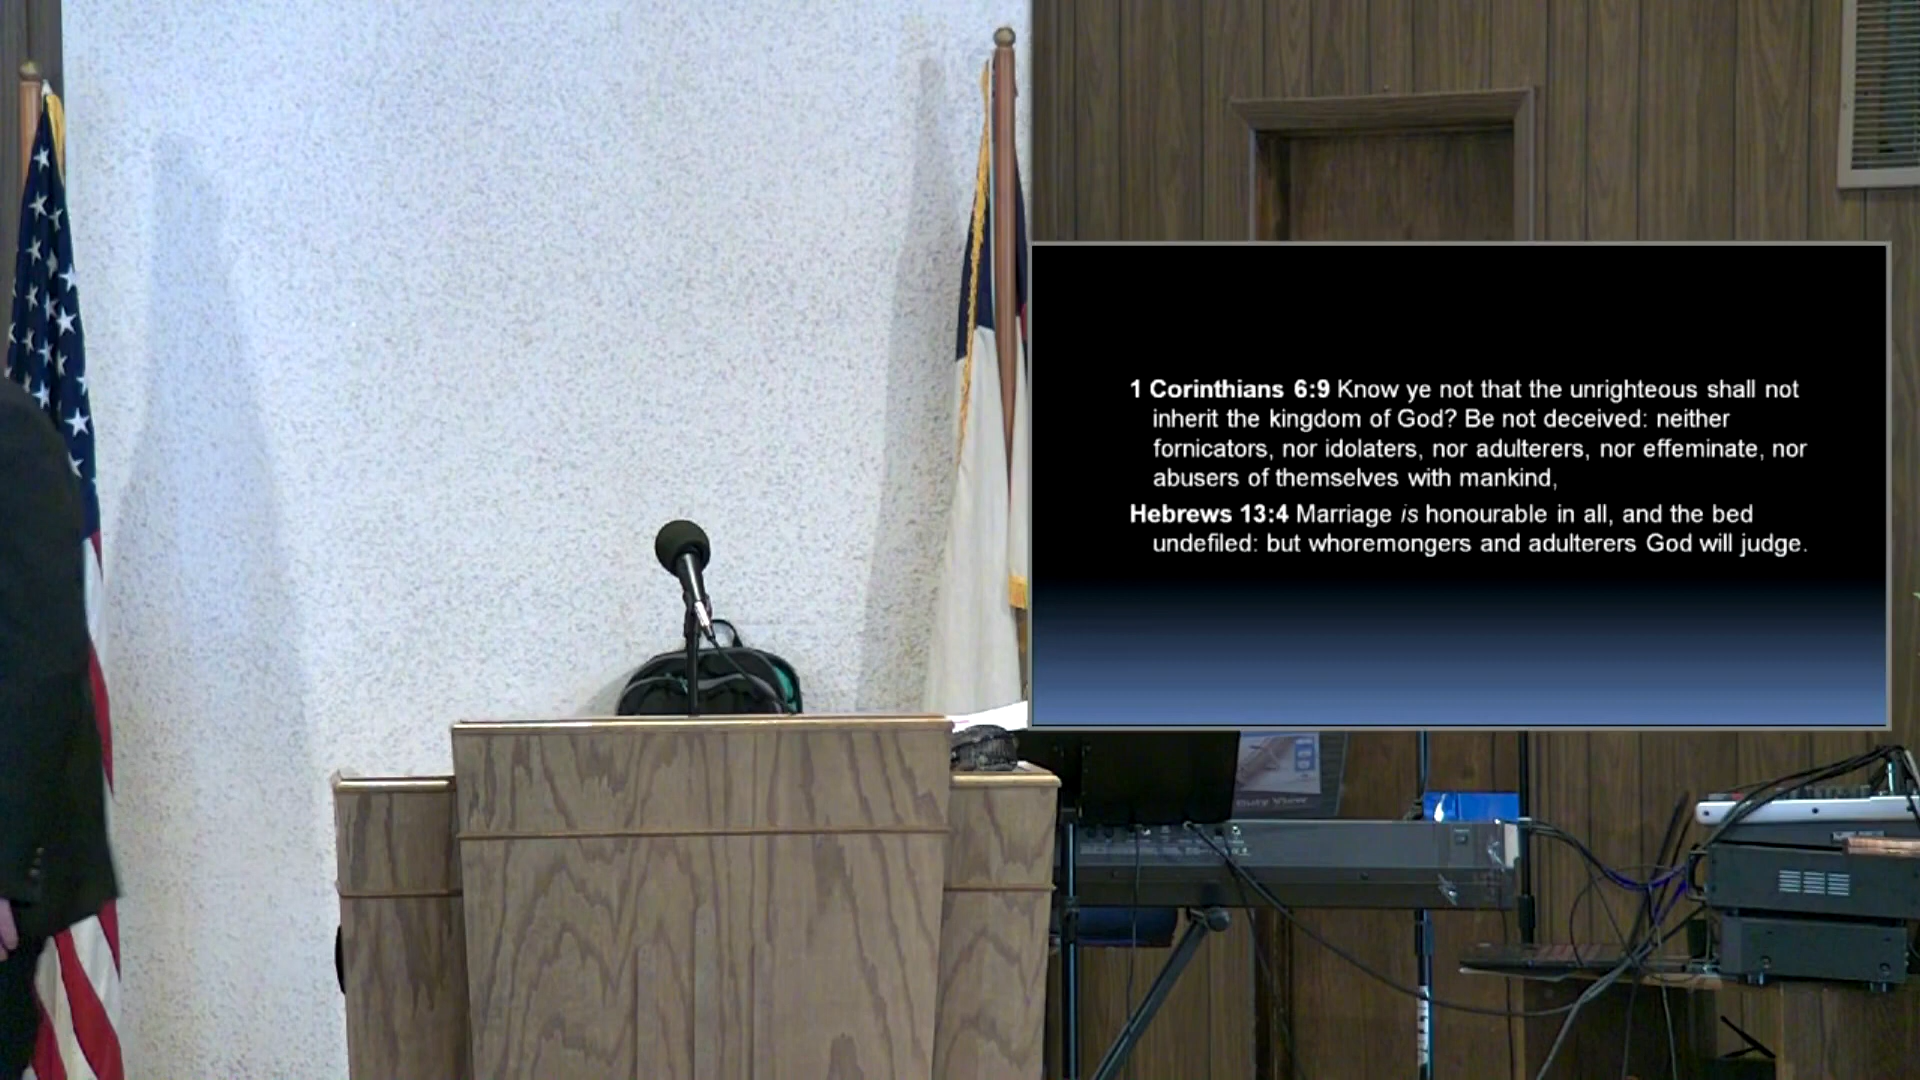 1 Corinthians 6:9 Know ye not that the unrighteous shall not
inherit the kingdom of God? Be not deceived: neither
fornicators, nor idolaters, nor adulterers, nor effeminate, nor
abusers of themselves with mankind,
Hebrews 13:4 Marriage is honourable in all, and the bed
undefiled: but whoremongers and adulterers God will judge.